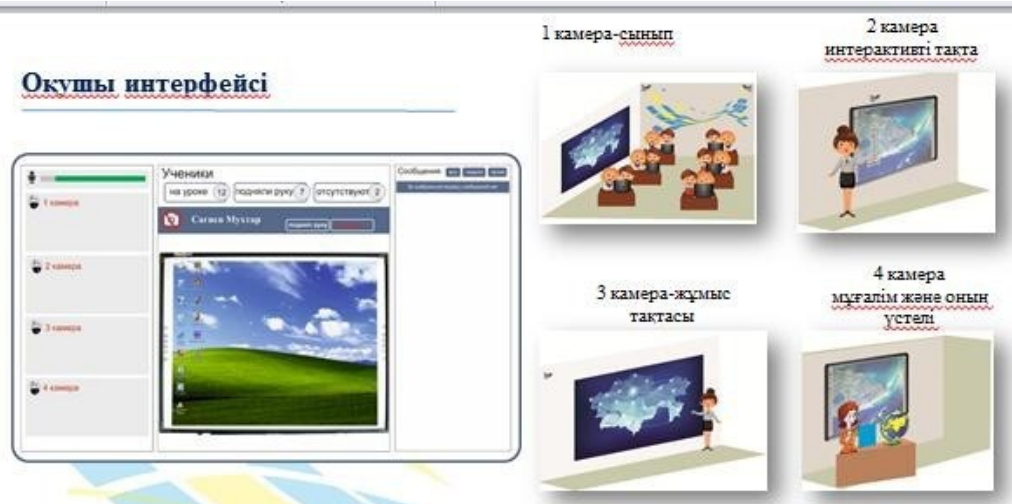 Оқушы интерфейсі
1 камера
2 камера
3 камера
4 камера
Ученики
на уроке 12 подняли руку 7 отсутствуют 2
Мухтар
Сообщения
1 камера-сынып
2 камера
интерактивті тақта
3 камера-жұмыс
тақтасы
4 камера
мұғалім және оның
үстелі